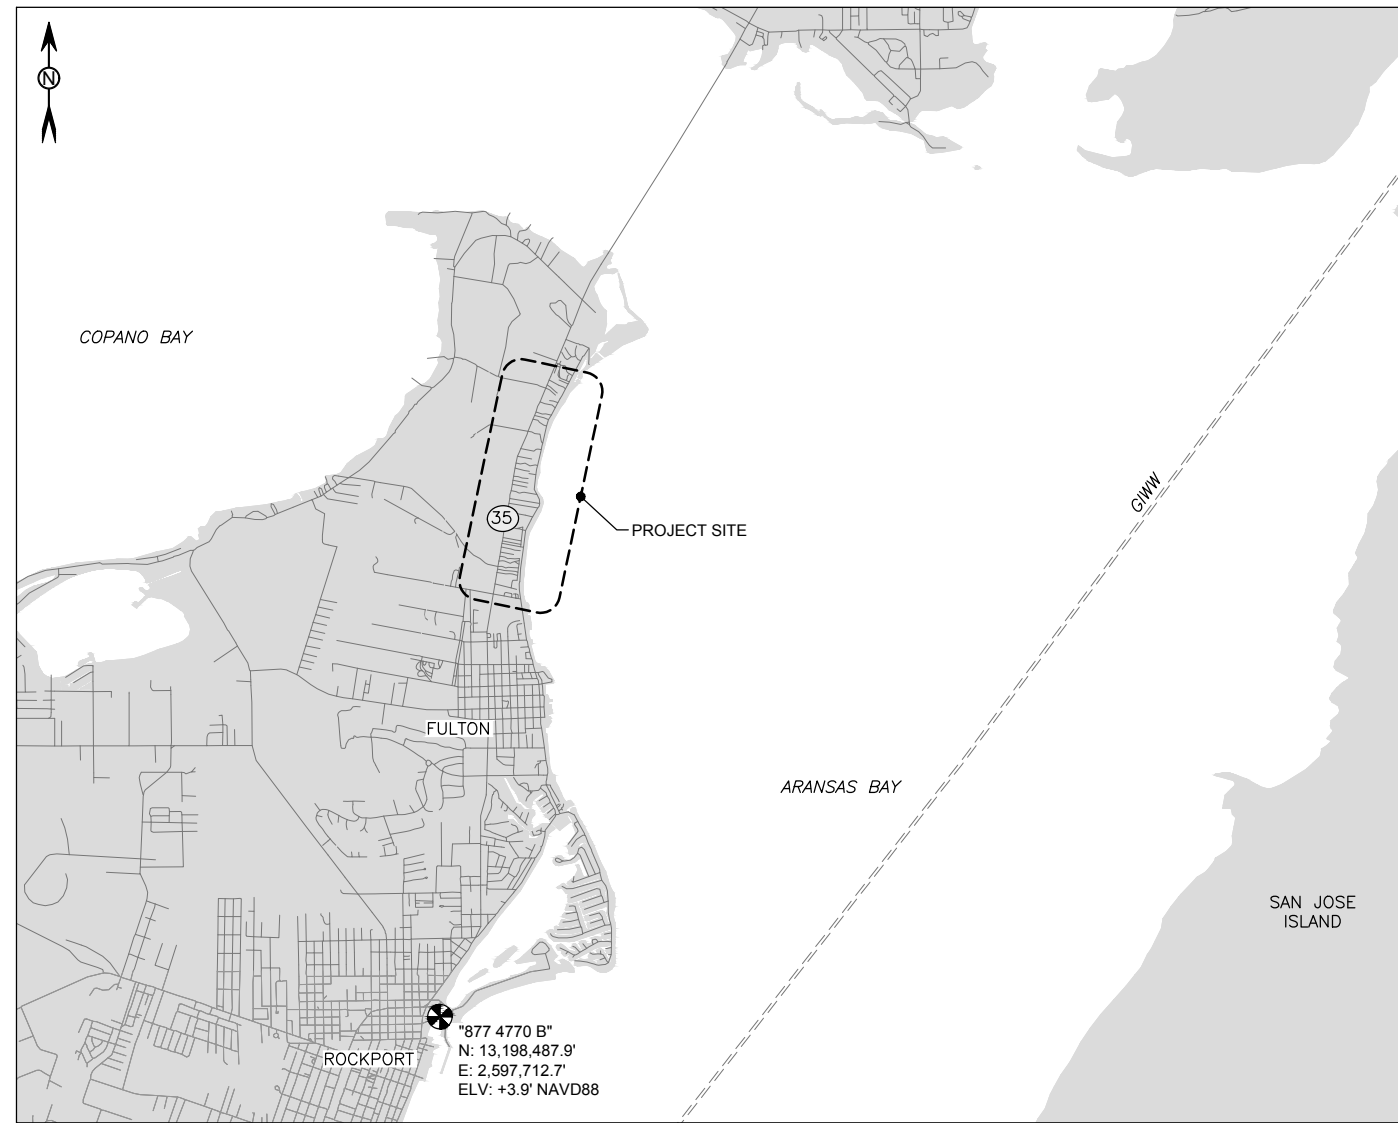 N
COPANO BAY
35
PROJECT SITE
GIWW
FULTON
ARANSAS BAY
SAN JOSE
ISLAND
"877 4770 B"
N: 13,198,487.9'
E: 2,597,712.7'
ELV: +3.9' NAVD88
ROCKPORT